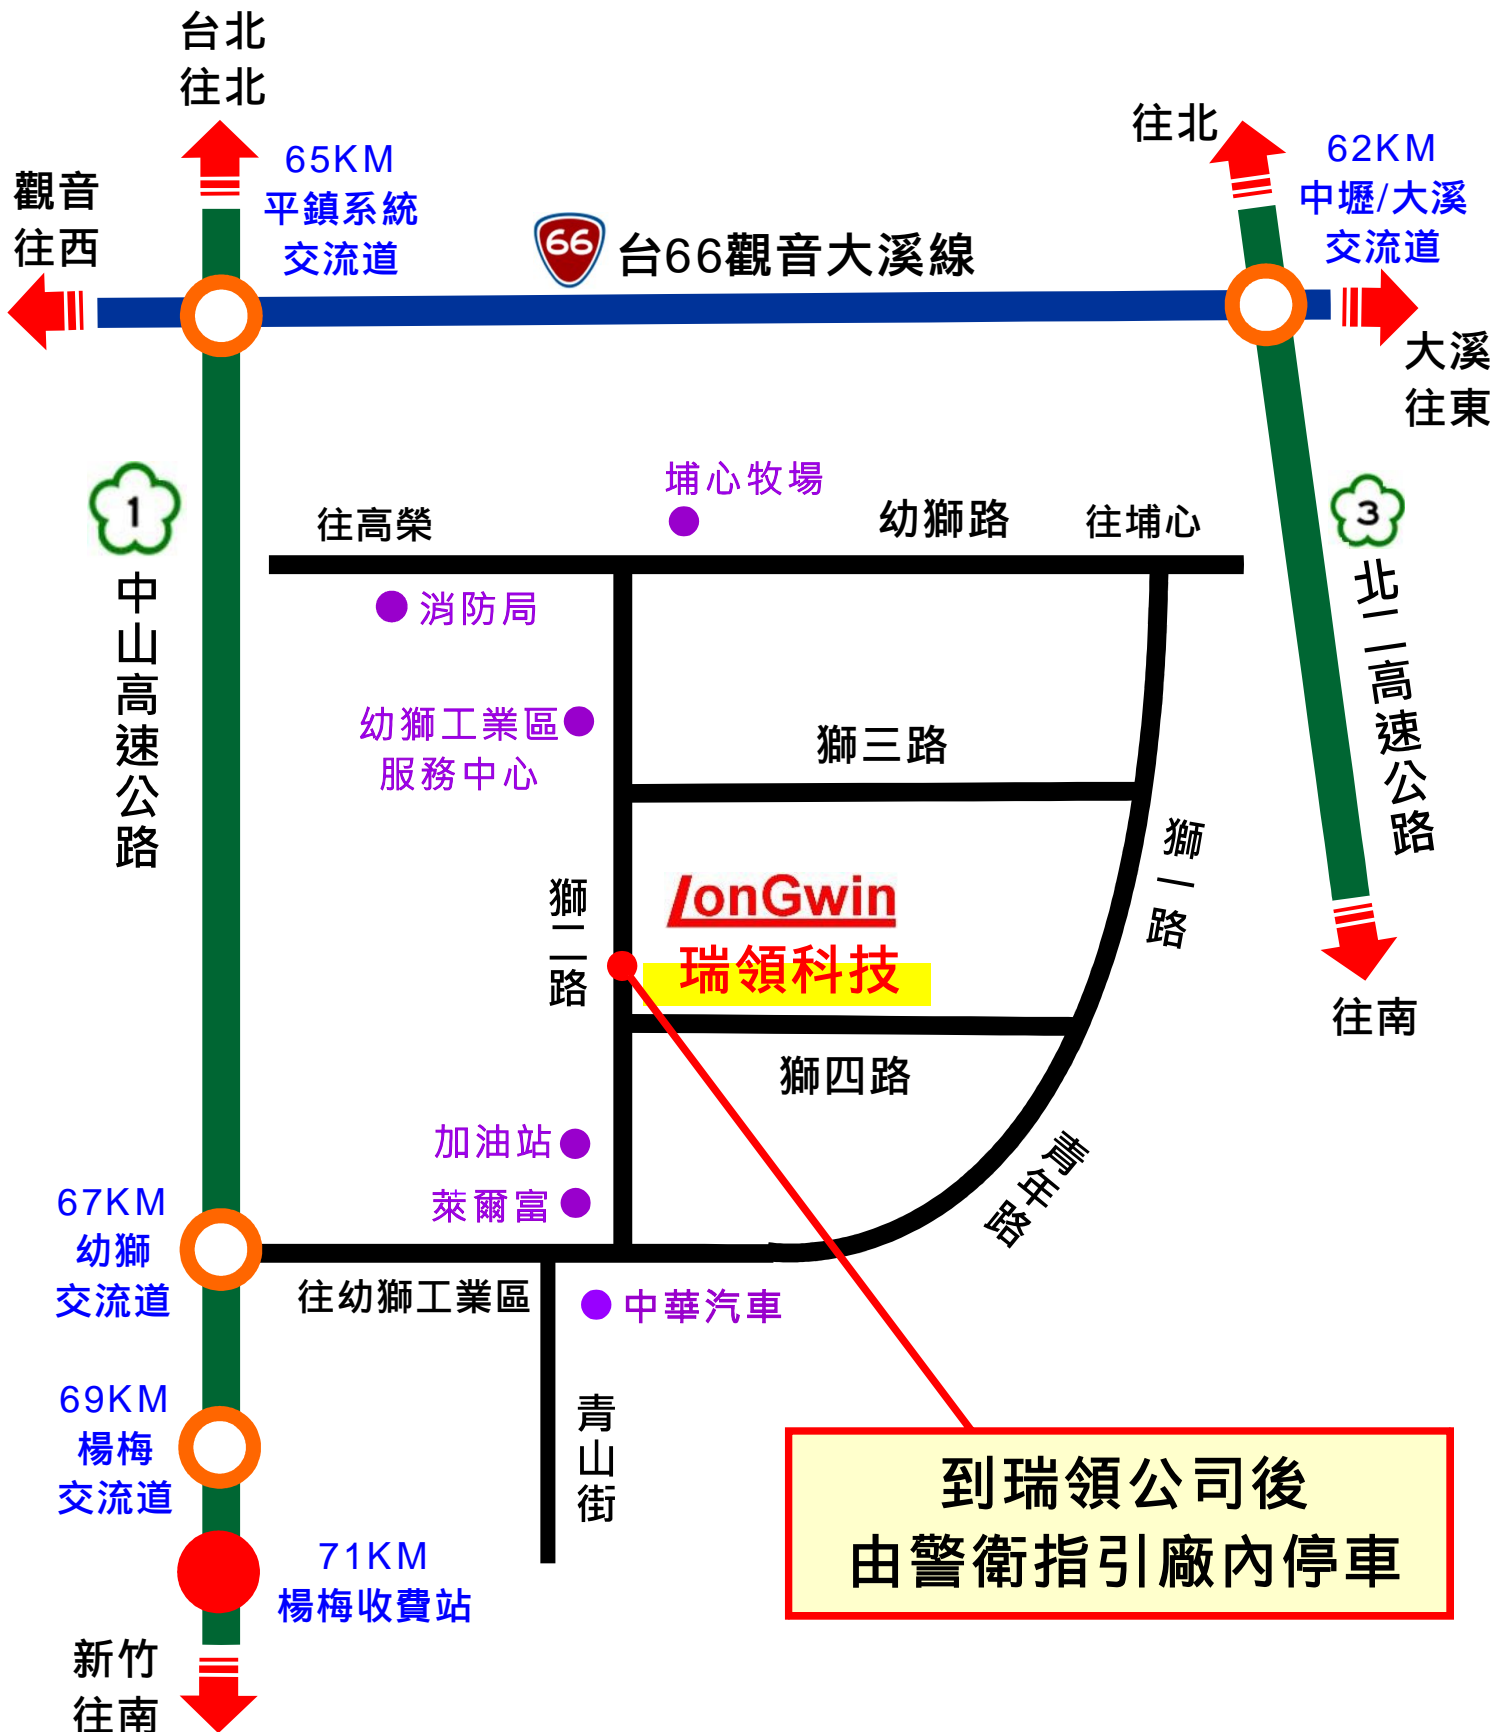 台北
往北
往北
65KM
平鎮系統
交流道
62KM
中壢/大溪
交流道
觀音
往西
66
台66觀音大溪線
大溪
往東
1
中山高速公路
3
北二高速公路
埔心牧場
往高榮
幼獅路
往埔心
消防局
幼獅工業區
服務中心
獅三路
獅一路
獅二路
LonGwin
瑞領科技
往南
獅四路
加油站
萊爾富
青年路
67KM
幼獅
交流道
往幼獅工業區
中華汽車
69KM
楊梅
交流道
青山街
到瑞領公司後
由警衛指引廠內停車
71KM
楊梅收費站
新竹
往南